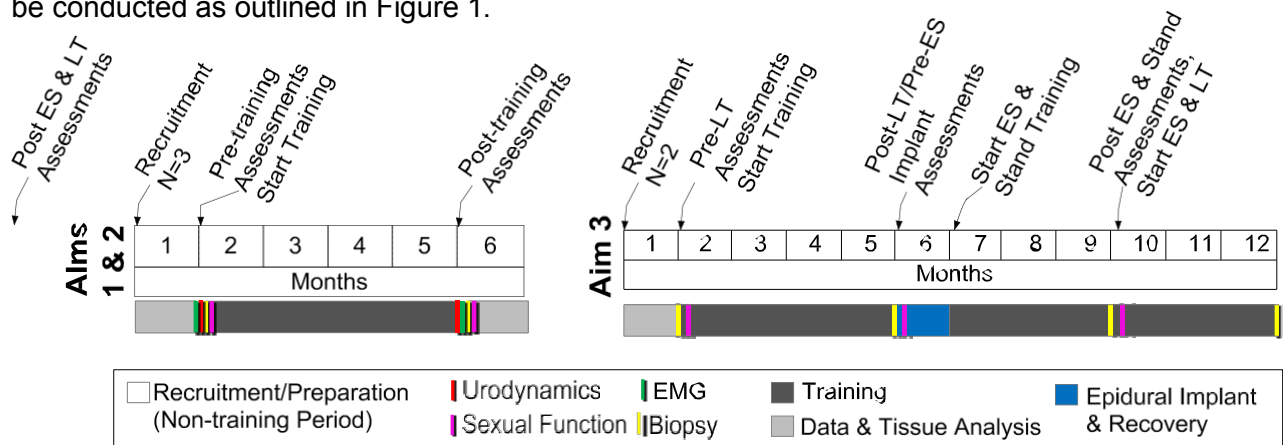 be conducted as outlined in Figure 1.
Post ES & LT
Assessments
Recruitment
N=3
Pre-training
Assessments
Start Training
Post-training
Assessments
Aims
1 & 2
1 2 3 4 5 6
Months
Recruitment
N=2
Pre-LT
Assessments
Start Training
Post-LT/Pre-ES
Implant
Assessments
Start ES &
Stand Training
Post ES & Stand
Assessments,
Start ES & LT
Aim 3
1 2 3 4 5 6 7 8 9 10 11 12
Months
Recruitment/Preparation
(Non-training Period)
Urodynamics
Sexual Function
EMG
Biopsy
Training
Data & Tissue Analysis
Epidural Implant
& Recovery